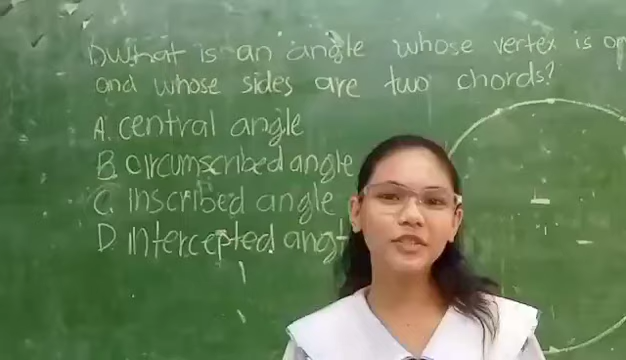 1.) What is an angle whose vertex is
and whose sides are two chords?
A. central angle
B. circumscribed angle
C. inscribed angle
D. intercepted